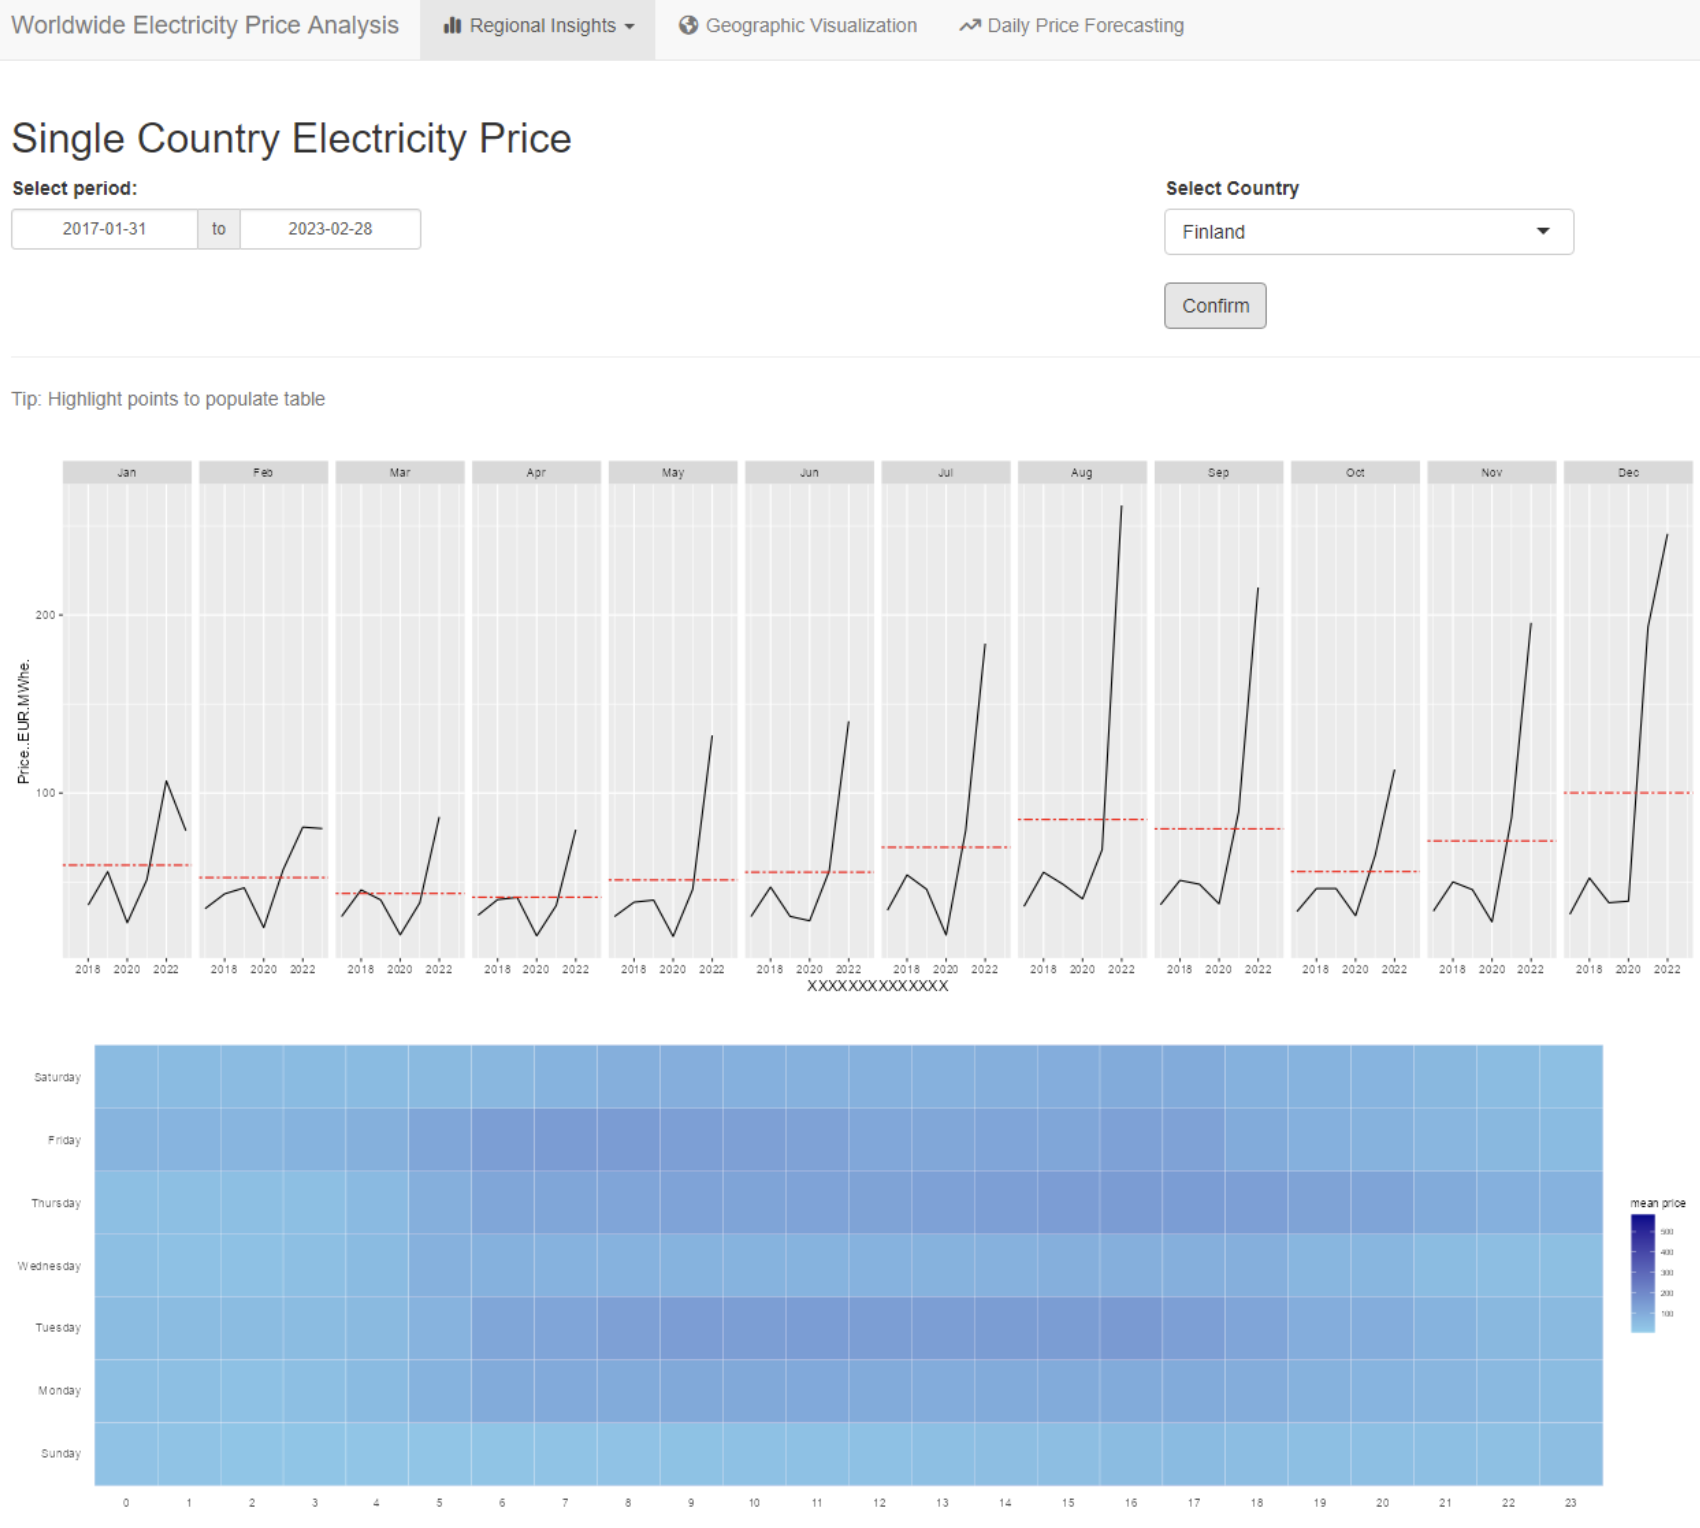 Worldwide Electricity Price Analysis Regional Insights Geographic Visualization Daily Price Forecasting
Single Country Electricity Price
Select period:
2017-01-31 to 2023-02-28
Select Country
Finland
Confirm
Tip: Highlight points to populate table
Jan Feb Mar Apr May Jun Jul Aug Sep Oct Nov Dec
200
100
Price..EUR.MWhe.
2018 2020 2022 2018 2020 2022 2018 2020 2022 2018 2020 2022 2018 2020 2022 2018 2020 2022 2018 2020 2022 2018 2020 2022 2018 2020 2022 2018 2020 2022 2018 2020 2022 2018 2020 2022
XXXXXXXXXXXXXX
Saturday
Friday
Thursday
Wednesday
Tuesday
Monday
Sunday
0 1 2 3 4 5 6 7 8 9 10 11 12 13 14 15 16 17 18 19 20 21 22 23
mean price
500
400
300
200
100